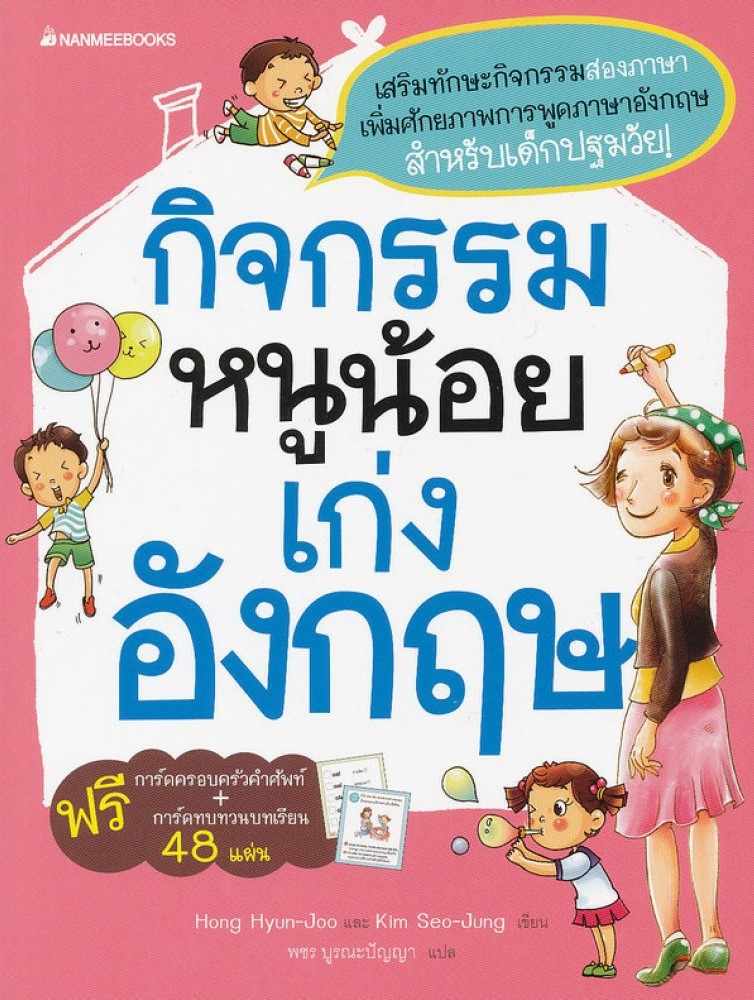 NANMEEBOOKS
เสริมทักษะกิจกรรมสองภาษา
เพิ่มศักยภาพการพูดภาษาอังกฤษ
สำหรับเด็กปฐมวัย!
กิจกรรม
หนูน้อย
เก่ง
อังกฤษ
ฟรี
การ์ดครอบครัวคำศัพท์
+
การ์ดทบทวนบทเรียน
48 แผ่น
Hong Hyun-Joo และ Kim Seo-Jung เขียน
พชร บูรณะปัญญา แปล